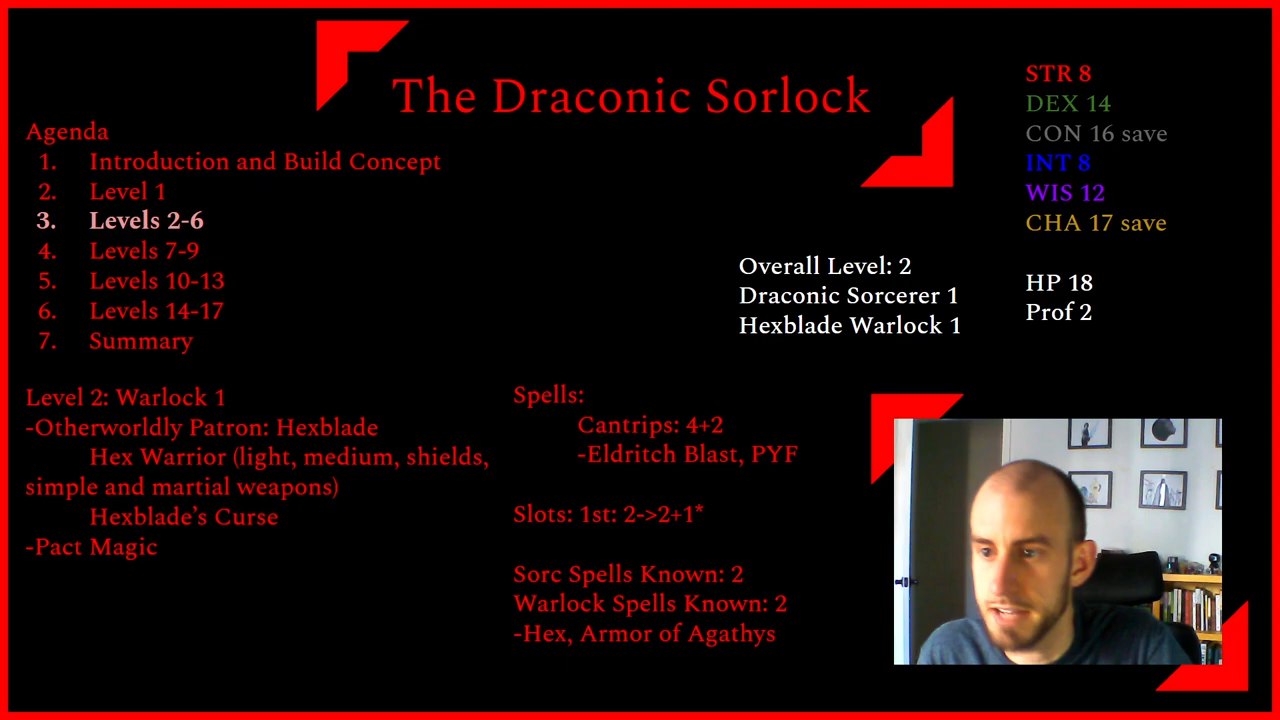 The Draconic Sorlock
Agenda
1. Introduction and Build Concept
2. Level 1
3. Levels 2-6
4. Levels 7-9
5. Levels 10-13
6. Levels 14-17
7. Summary
STR 8
DEX 14
CON 16 save
INT 8
WIS 12
CHA 17 save
HP 18
Prof 2
Overall Level: 2
Draconic Sorcerer 1
Hexblade Warlock 1
Level 2: Warlock 1
-Otherworldly Patron: Hexblade
Hex Warrior (light, medium, shields,
simple and martial weapons)
Hexblade’s Curse
-Pact Magic
Spells:
Cantrips: 4+2
-Eldritch Blast, PYF
Slots: 1st: 2->2+1*
Sorc Spells Known: 2
Warlock Spells Known: 2
-Hex, Armor of Agathys